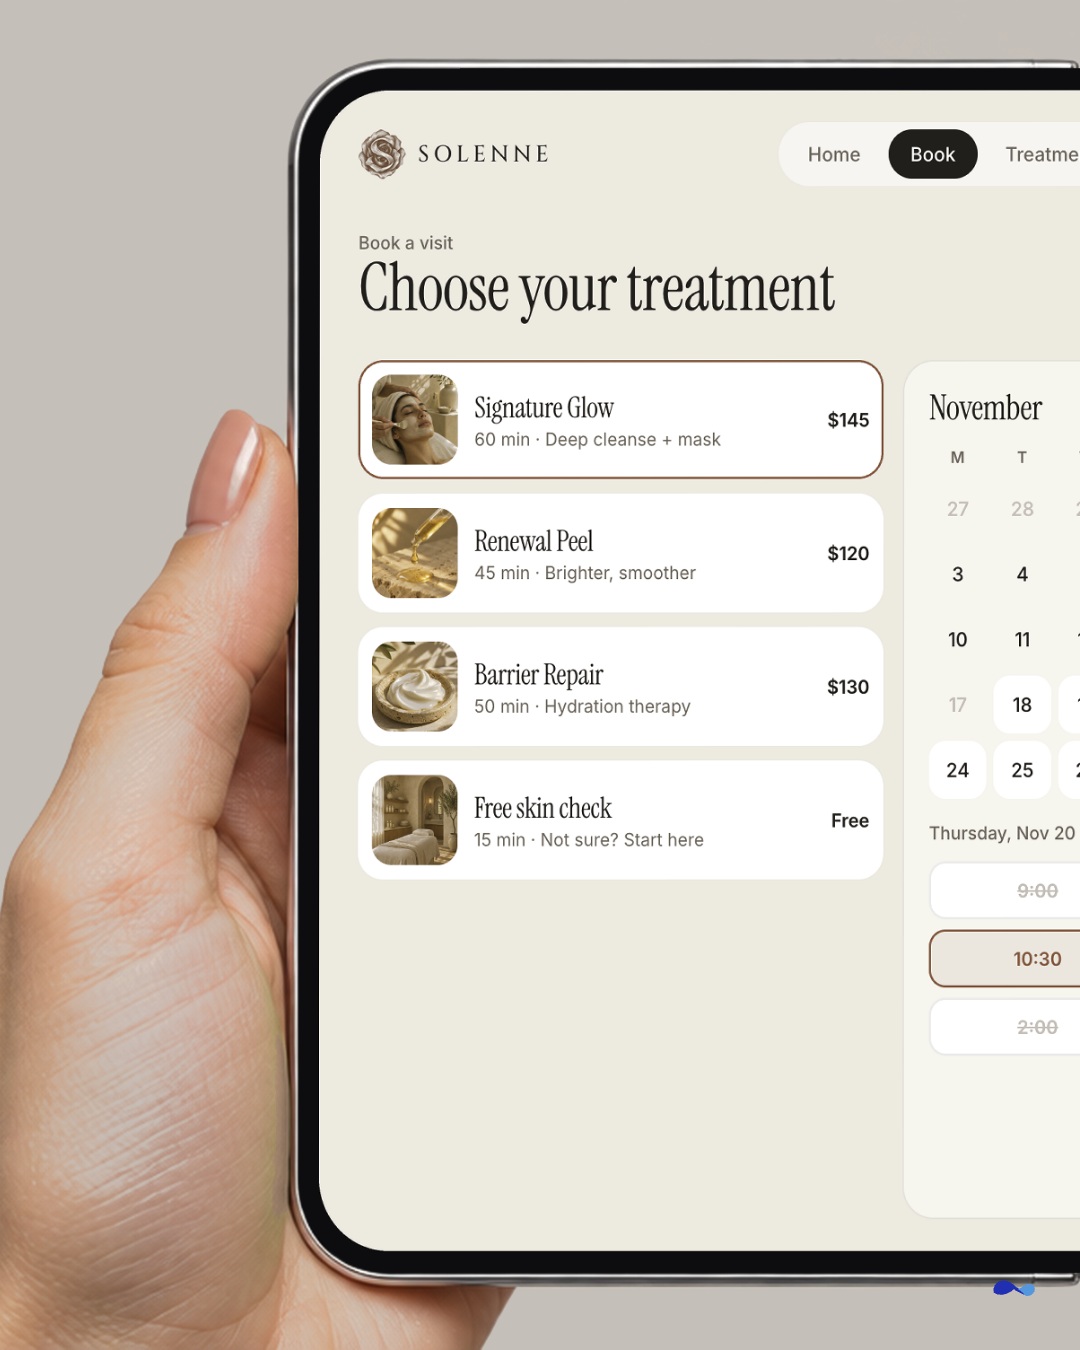 SOLENNE
Home
Book
Treatme
Book a visit
Choose your treatment
Signature Glow
60 min · Deep cleanse + mask
$145
Renewal Peel
45 min · Brighter, smoother
$120
Barrier Repair
50 min · Hydration therapy
$130
Free skin check
15 min · Not sure? Start here
Free
November
M T
27 28
3 4
10 11
17 18
24 25
Thursday, Nov 20
9:00
10:30
2:00